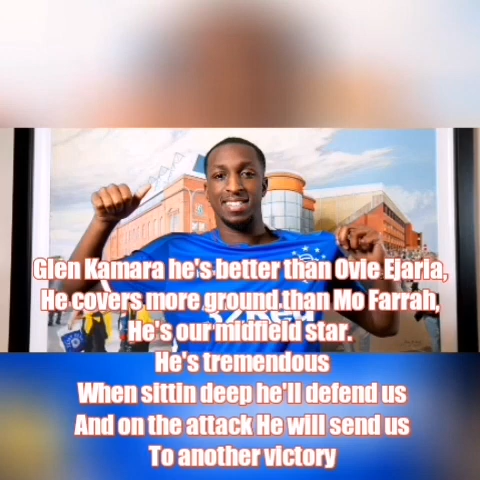 Glen Kamara he's better than Ovie Ejaria,
He covers more ground than Mo Farrah,
He's our midfield star.
He's tremendous
When sittin deep he'll defend us
And on the attack He will send us
To another victory
32Red